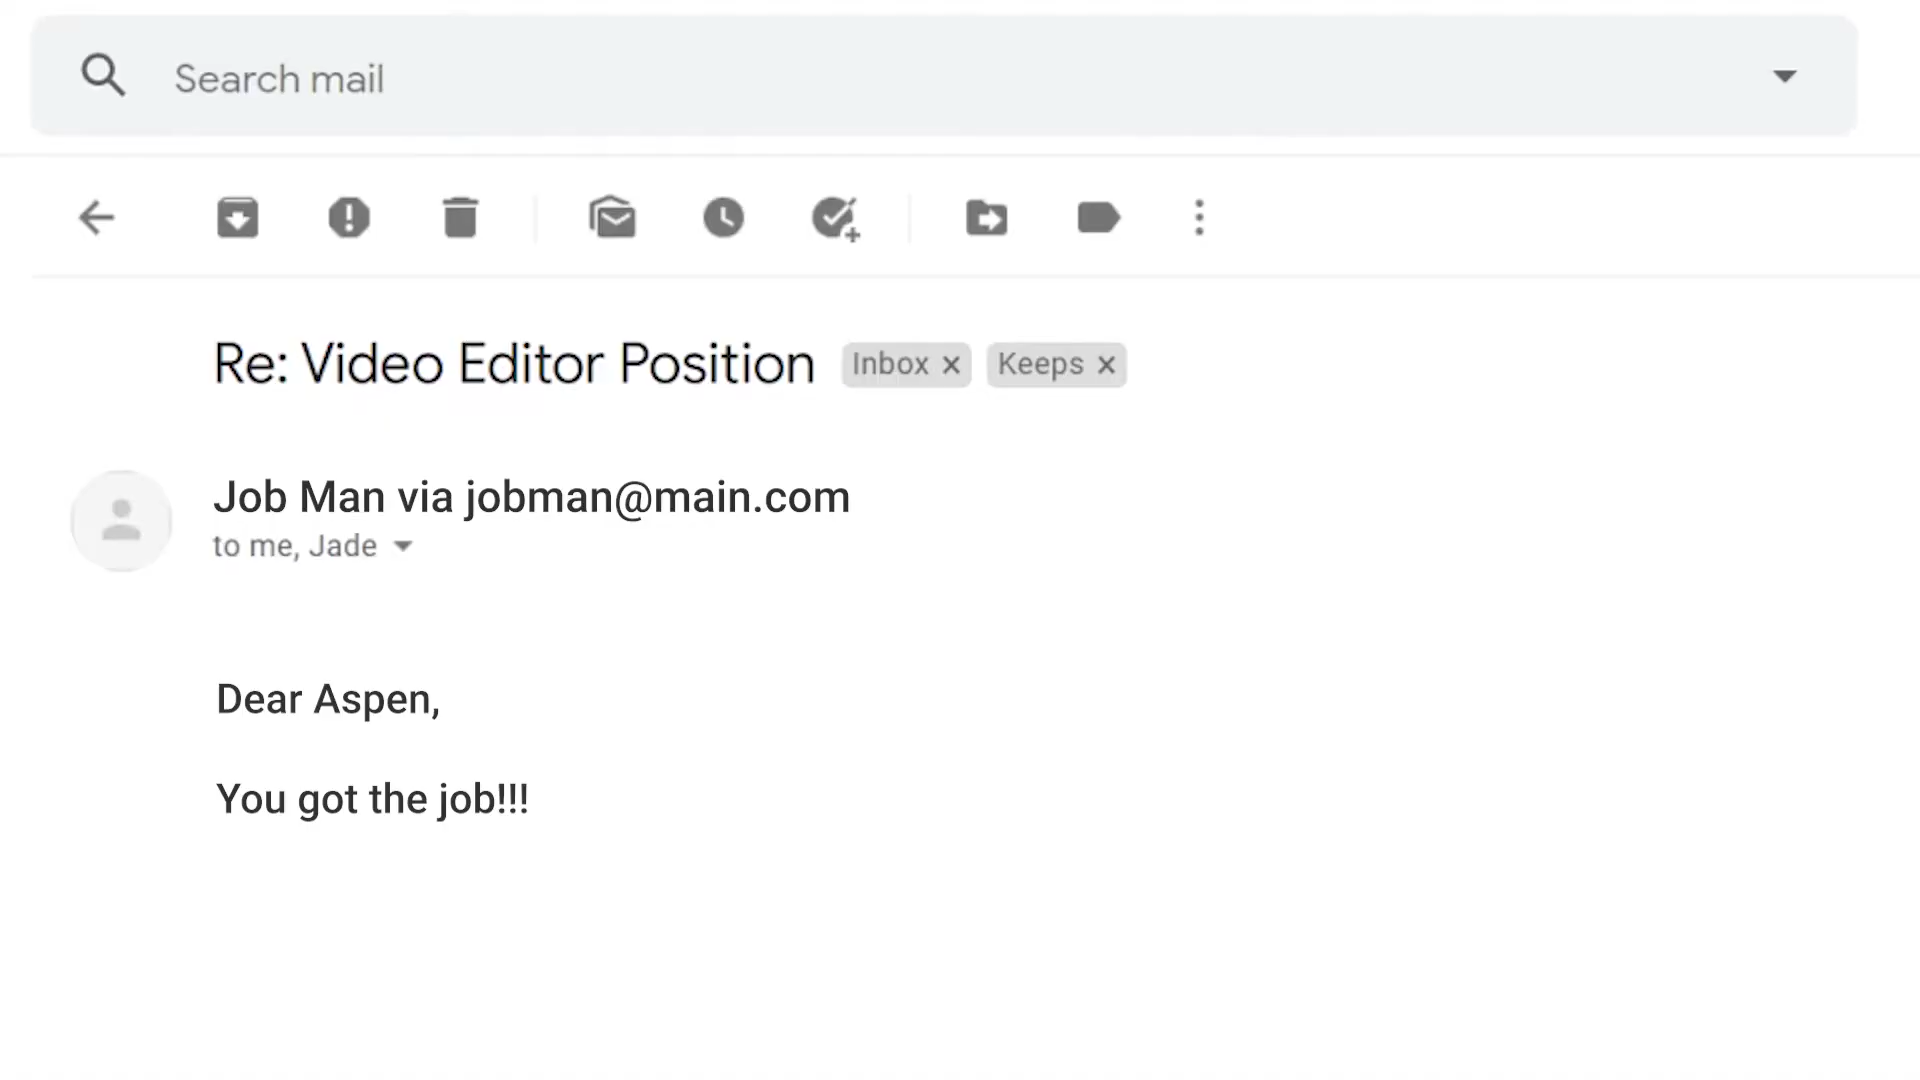 Search mail
Re: Video Editor Position Inbox × Keeps ×
Job Man via jobman@main.com
to me, Jade
Dear Aspen,
You got the job!!!